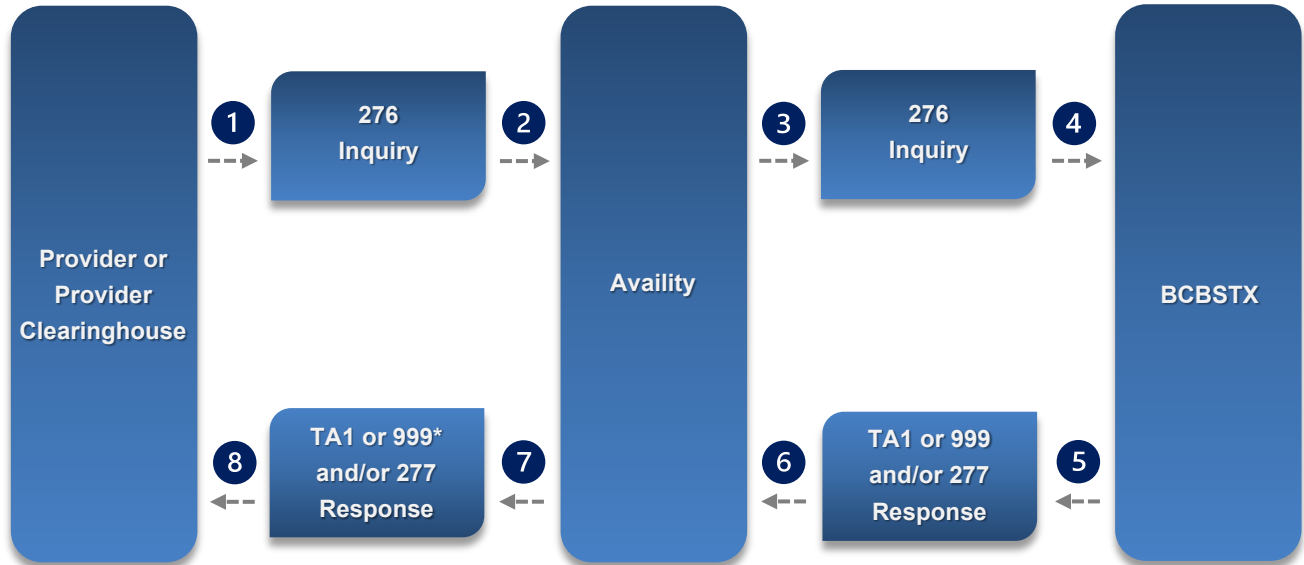 Provider or
Provider
Clearinghouse
1
276
Inquiry
2
Availity
3
276
Inquiry
4
BCBSTX
5
TA1 or 999
and/or 277
Response
6
7
TA1 or 999*
and/or 277
Response
8